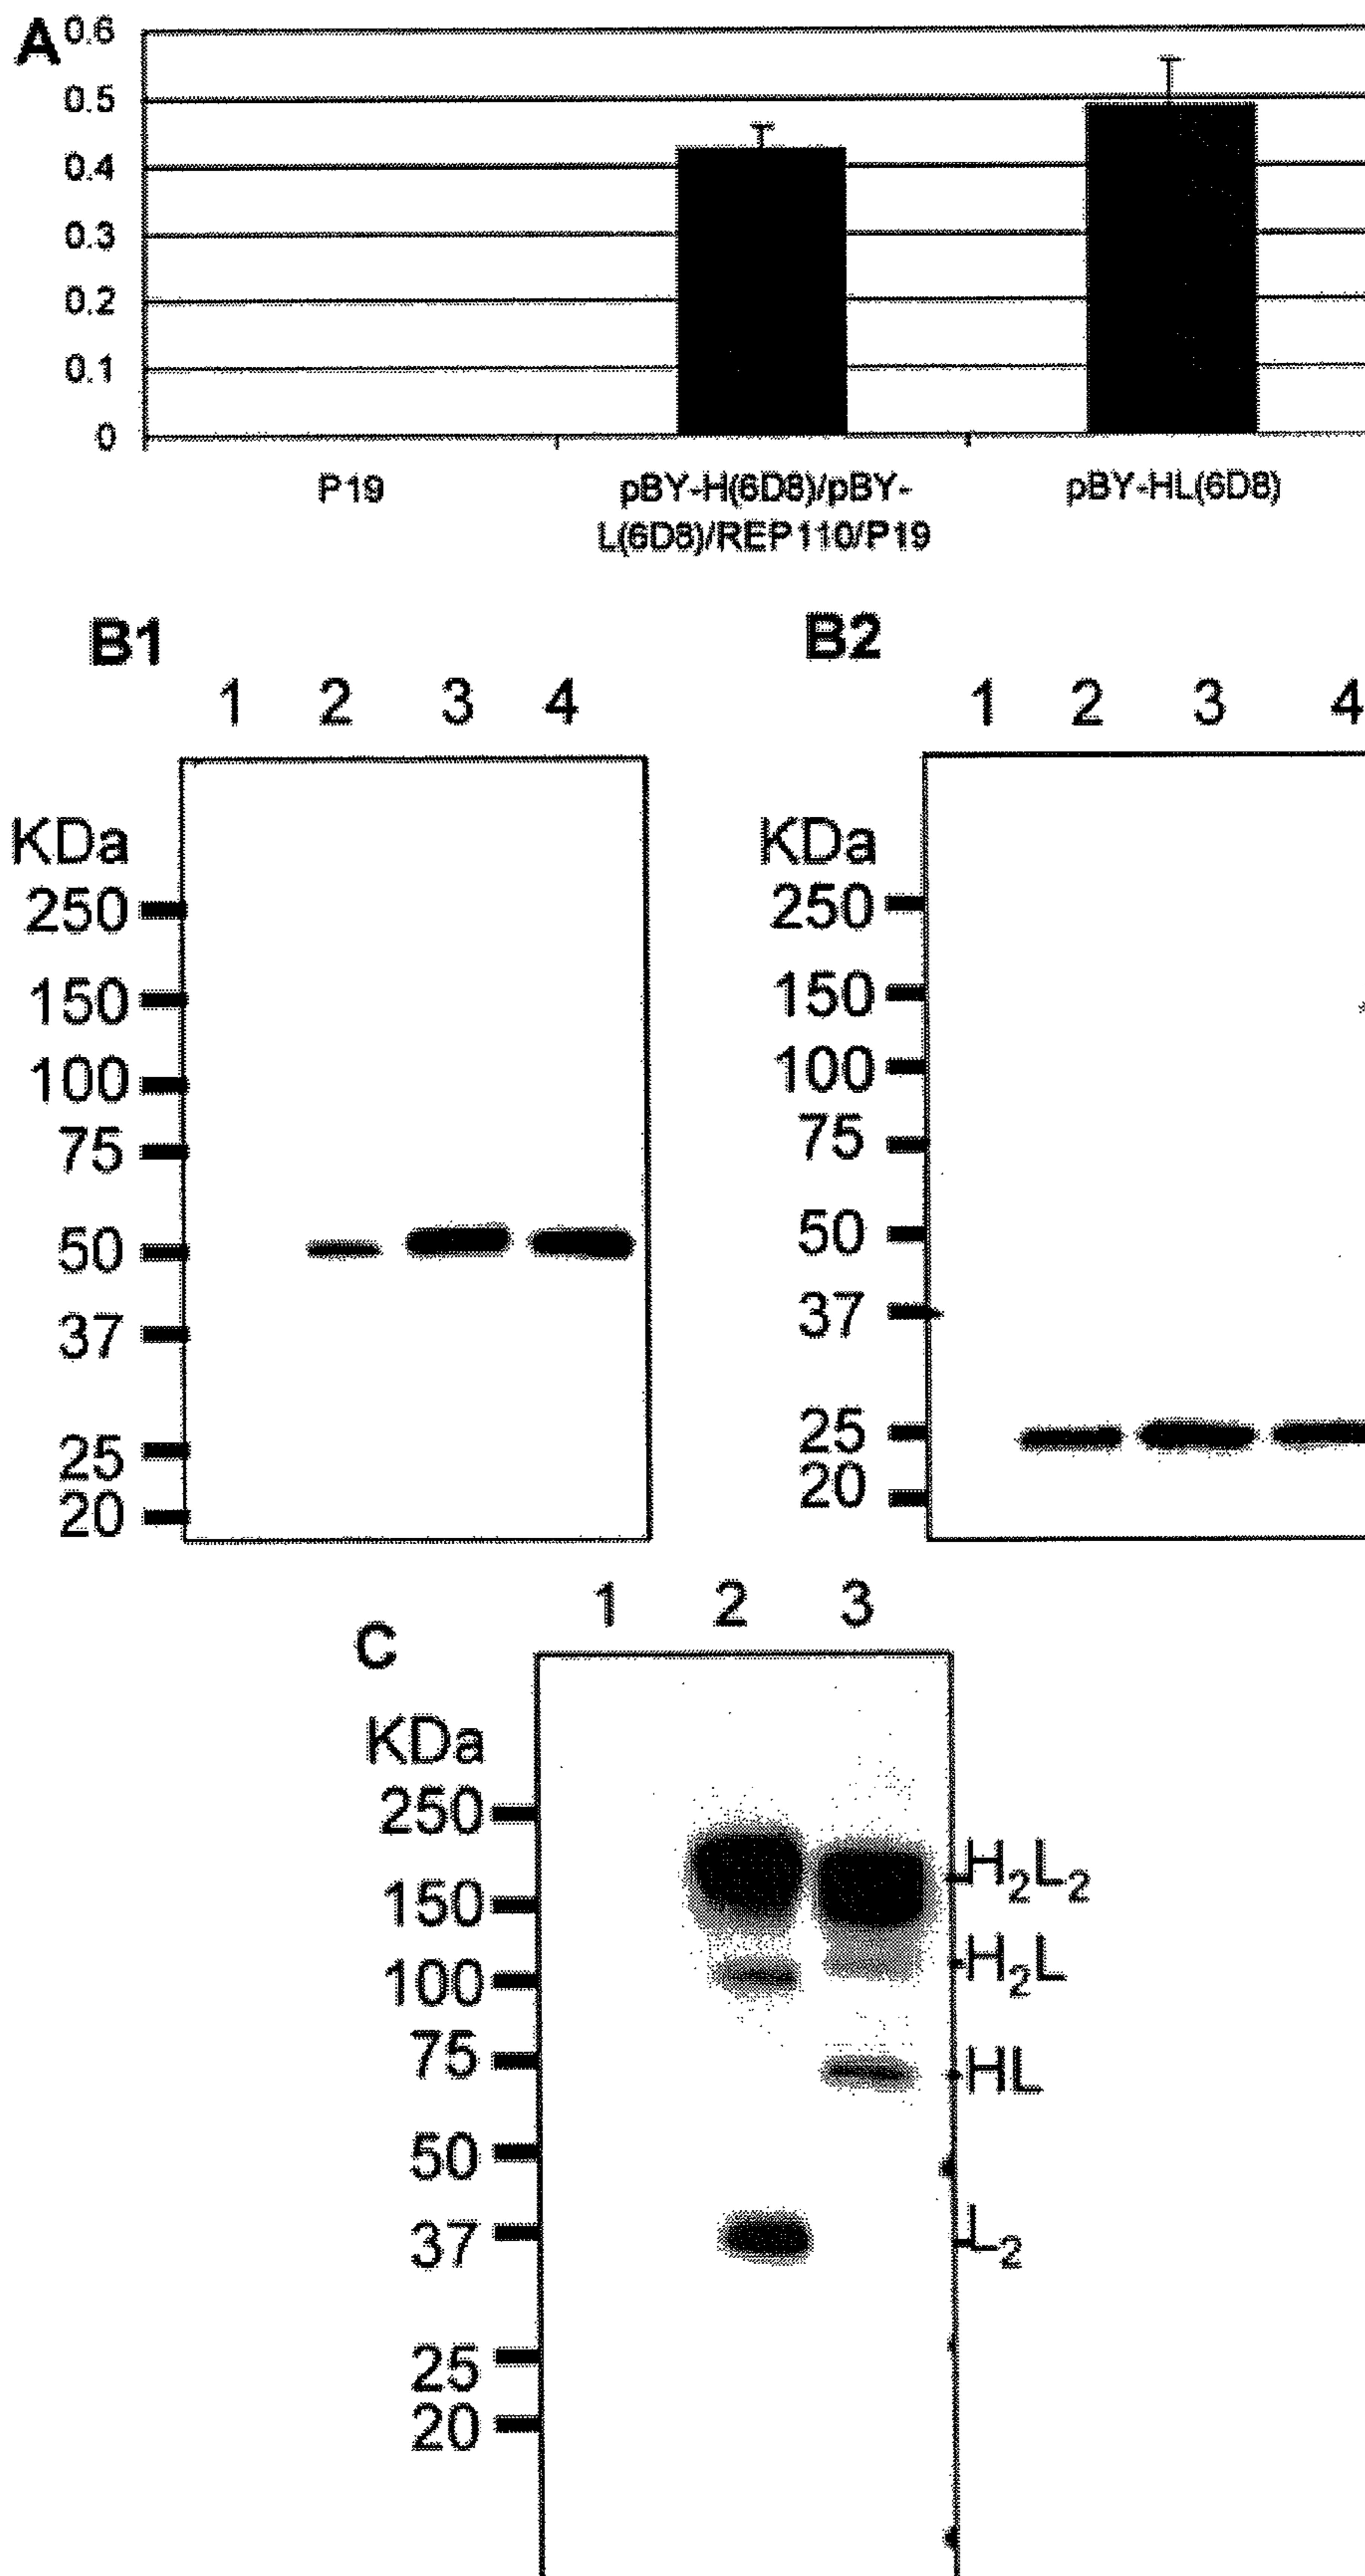 A
0.6
0.5
0.4
0.3
0.2
0.1
0
P19
pBY-H(6D8)/pBY-
L(6D8)/REP110/P19
pBY-HL(6D8)
B1
1 2 3 4
KDa
250
150
100
75
50
37
25
20
B2
1 2 3 4
KDa
250
150
100
75
50
37
25
20
C
1 2 3
KDa
250
150
100
75
50
37
25
20
H₂L₂
H₂L
HL
L₂